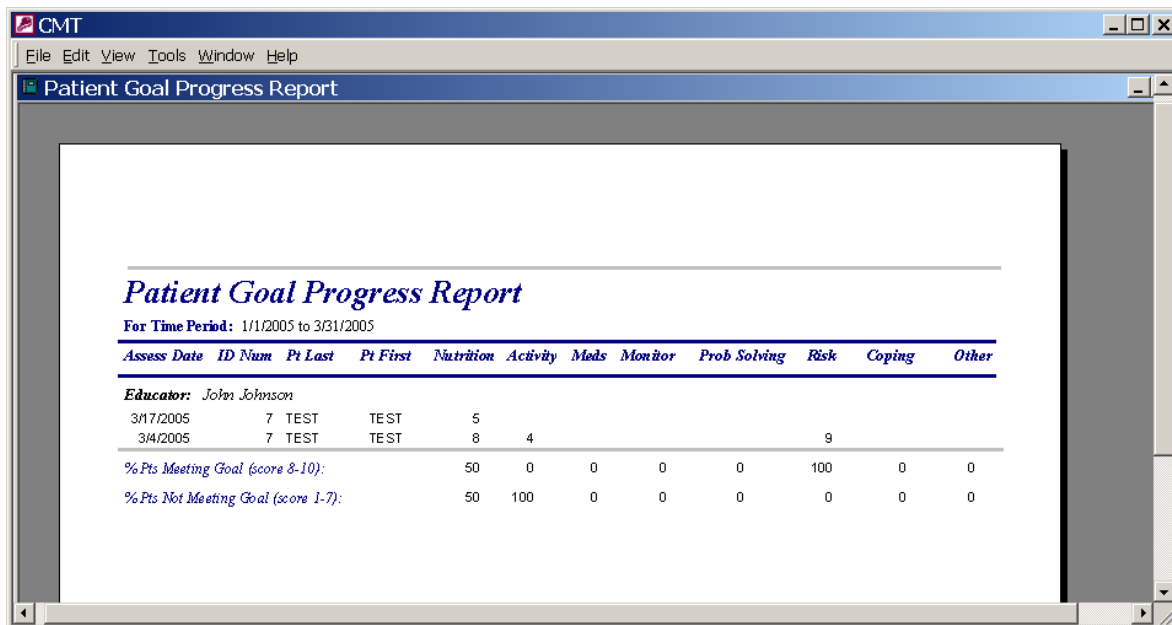 CMT
File Edit View Tools Window Help
Patient Goal Progress Report
Patient Goal Progress Report
For Time Period: 1/1/2005 to 3/31/2005
Assess Date ID Num Pt Last Pt First Nutrition Activity Meds Monitor Prob Solving Risk Coping Other
Educator: John Johnson
3/17/2005 7 TEST TEST 5
3/4/2005 7 TEST TEST 8 4 9
% Pts Meeting Goal (score 8-10): 50 0 0 0 0 100 0 0
% Pts Not Meeting Goal (score 1-7): 50 100 0 0 0 0 0 0